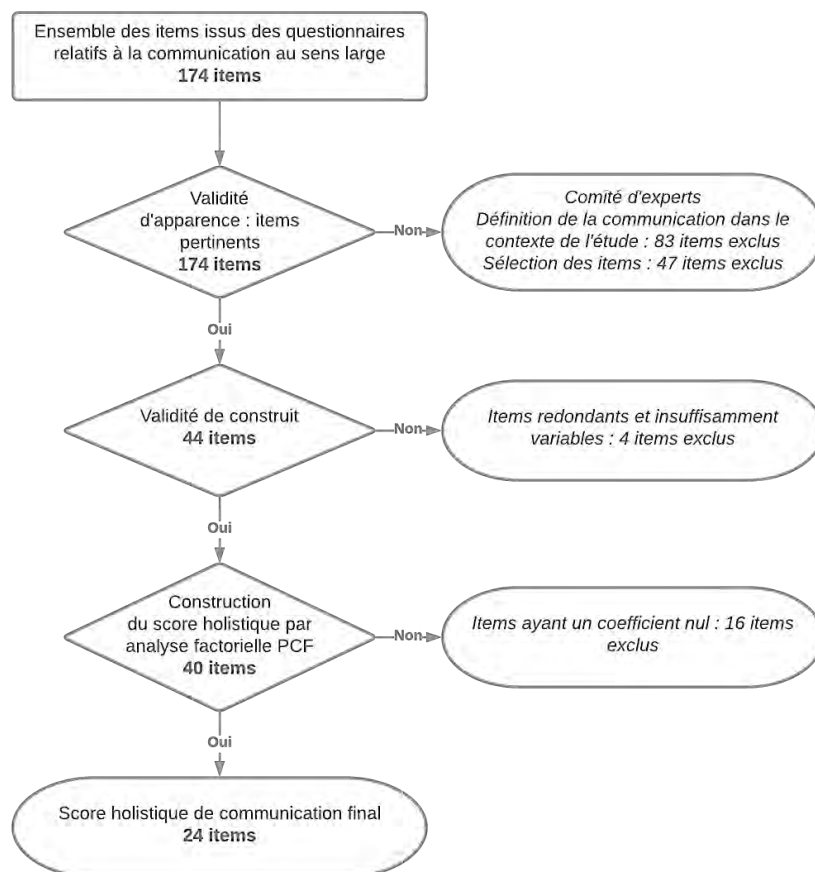 Ensemble des items issus des questionnaires
relatifs à la communication au sens large
174 items
Validité
d'apparence : items
pertinents
174 items
Non
Comité d'experts
Définition de la communication dans le
contexte de l'étude : 83 items exclus
Sélection des items : 47 items exclus
Oui
Validité de construit
44 items
Non
Items redondants et insuffisamment
variables : 4 items exclus
Oui
Construction
du score holistique par
analyse factorielle PCF
40 items
Non
Items ayant un coefficient nul : 16 items
exclus
Oui
Score holistique de communication final
24 items